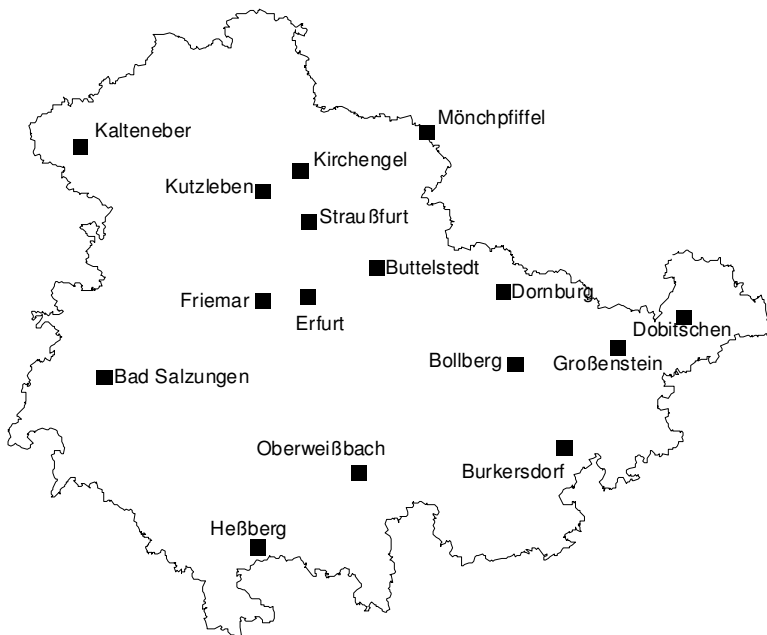 Mönchpfiffel
Kalteneber
Kirchengel
Kutzleben
Straußfurt
Buttelstedt
Dornburg
Friemar
Erfurt
Dobitschen
Bollberg
Großenstein
Bad Salzungen
Oberweißbach
Burkersdorf
Heßberg